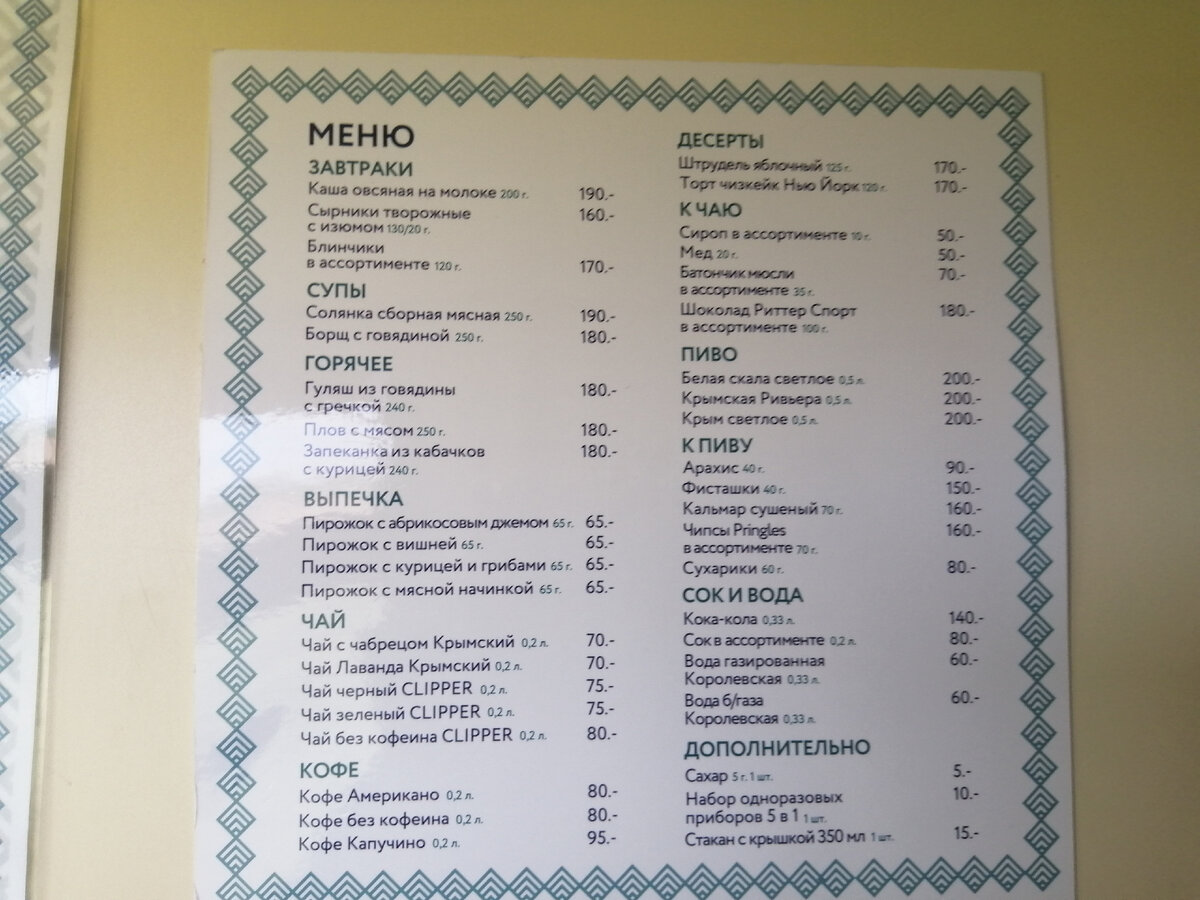 МЕНЮ
ЗАВТРАКИ
Каша овсяная на молоке 200 г. 190.-
Сырники творожные 160.-
с изюмом 130/20 г.
Блинчики
в ассортименте 120 г. 170.-
СУПЫ
Солянка сборная мясная 250 г. 190.-
Борщ с говядиной 250 г. 180.-
ГОРЯЧЕЕ
Гуляш из говядины 180.-
с гречкой 240 г.
Плов с мясом 250 г. 180.-
Запеканка из кабачков 180.-
с курицей 240 г.
ВЫПЕЧКА
Пирожок с абрикосовым джемом 65 г. 65.-
Пирожок с вишней 65 г. 65.-
Пирожок с курицей и грибами 65 г. 65.-
Пирожок с мясной начинкой 65 г. 65.-
ЧАЙ
Чай с чабрецом Крымский 0,2 л. 70.-
Чай Лаванда Крымский 0,2 л. 70.-
Чай черный CLIPPER 0,2 л. 75.-
Чай зеленый CLIPPER 0,2 л. 75.-
Чай без кофеина CLIPPER 0,2 л. 80.-
КОФЕ
Кофе Американо 0,2 л. 80.-
Кофе без кофеина 0,2 л. 80.-
Кофе Капучино 0,2 л. 95.-
ДЕСЕРТЫ
Штрудель яблочный 125 г. 170.-
Торт чизкейк Нью Йорк 120 г. 170.-
К ЧАЮ
Сироп в ассортименте 10 г. 50.-
Мед 20 г. 50.-
Батончик мюсли 70.-
в ассортименте 35 г.
Шоколад Риттер Спорт 180.-
в ассортименте 100 г.
ПИВО
Белая скала светлое 0,5 л. 200.-
Крымская Ривьера 0,5 л. 200.-
Крым светлое 0,5 л. 200.-
К ПИВУ
Арахис 40 г. 90.-
Фисташки 40 г. 150.-
Кальмар сушеный 70 г. 160.-
Чипсы Pringles 160.-
в ассортименте 70 г.
Сухарики 60 г. 80.-
СОК И ВОДА
Кока-кола 0,33 л. 140.-
Сок в ассортименте 0,2 л. 80.-
Вода газированная 60.-
Королевская 0,33 л.
Вода б/газа 60.-
Королевская 0,33 л.
ДОПОЛНИТЕЛЬНО
Сахар 5 г. 1 шт. 5.-
Набор одноразовых 10.-
приборов 5 в 1 1 шт.
Стакан с крышкой 350 мл 1 шт. 15.-